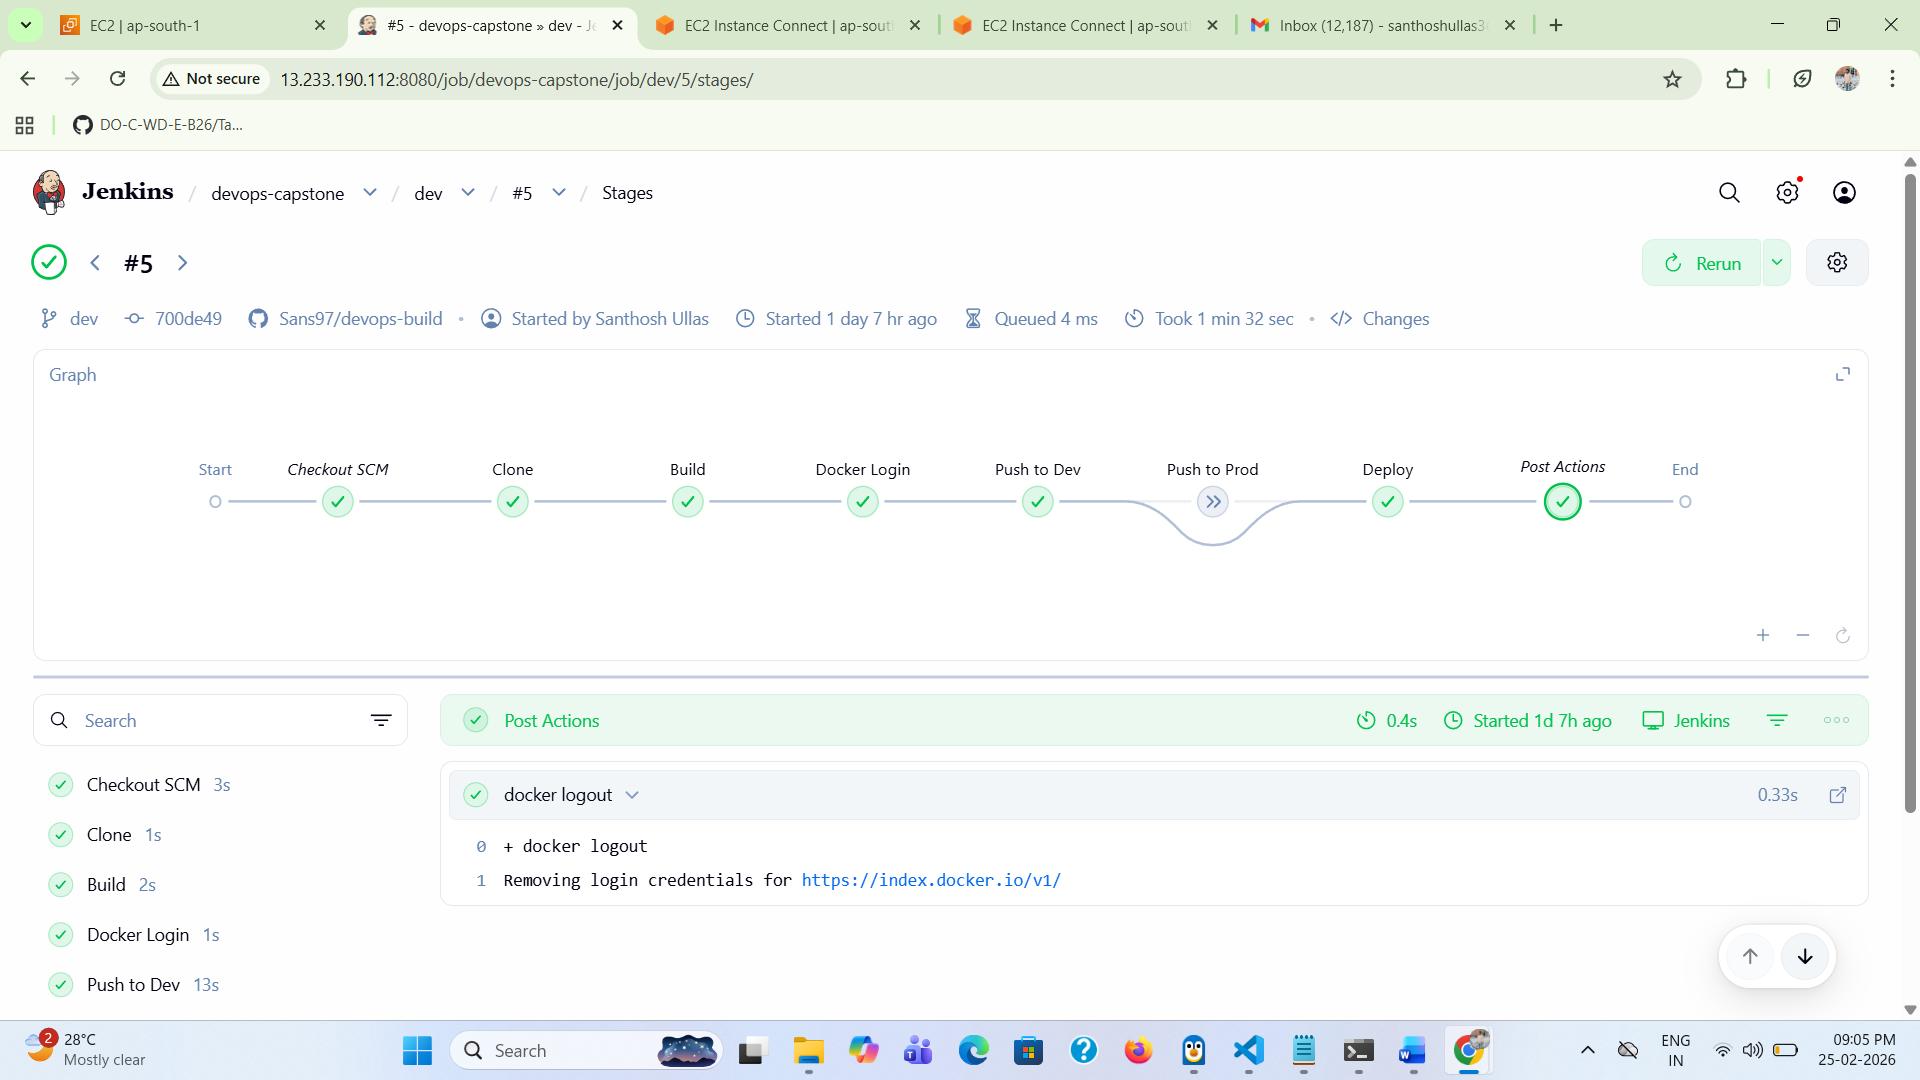 EC2 | ap-south-1
#5 - devops-capstone » dev - Je
EC2 Instance Connect | ap-sout
EC2 Instance Connect | ap-sout
Inbox (12,187) - santhoshullas3
Not secure
13.233.190.112:8080/job/devops-capstone/job/dev/5/stages/
DO-C-WD-E-B26/Ta...
Jenkins / devops-capstone / dev / #5 / Stages
#5
Rerun
dev
700de49
Sans97/devops-build
Started by Santhosh Ullas
Started 1 day 7 hr ago
Queued 4 ms
Took 1 min 32 sec
Changes
Graph
Start
Checkout SCM
Clone
Build
Docker Login
Push to Dev
Push to Prod
Deploy
Post Actions
End
Search
Post Actions
0.4s
Started 1d 7h ago
Jenkins
Checkout SCM 3s
docker logout
0.33s
Clone 1s
0 + docker logout
1 Removing login credentials for https://index.docker.io/v1/
Build 2s
Docker Login 1s
Push to Dev 13s
2
28°C
Mostly clear
Search
ENG
IN
09:05 PM
25-02-2026